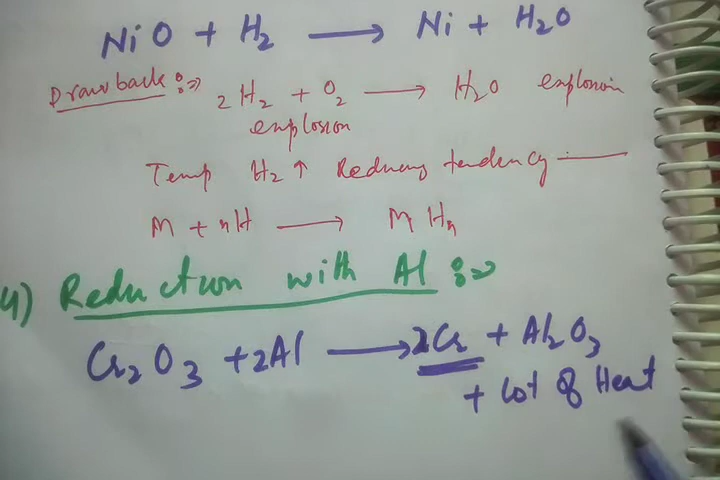 NiO + H₂ ⟶ Ni + H₂O
Drawback :⇒ 2H₂ + O₂ ⟶ H₂O explosion
explosion
Temp H₂ ↑ Reducing tendency —
M + nH ⟶ MHn
4) Reduction with Al :⇒
Cr₂O₃ + 2Al ⟶ 2Cr + Al₂O₃
+ Lot of Heat